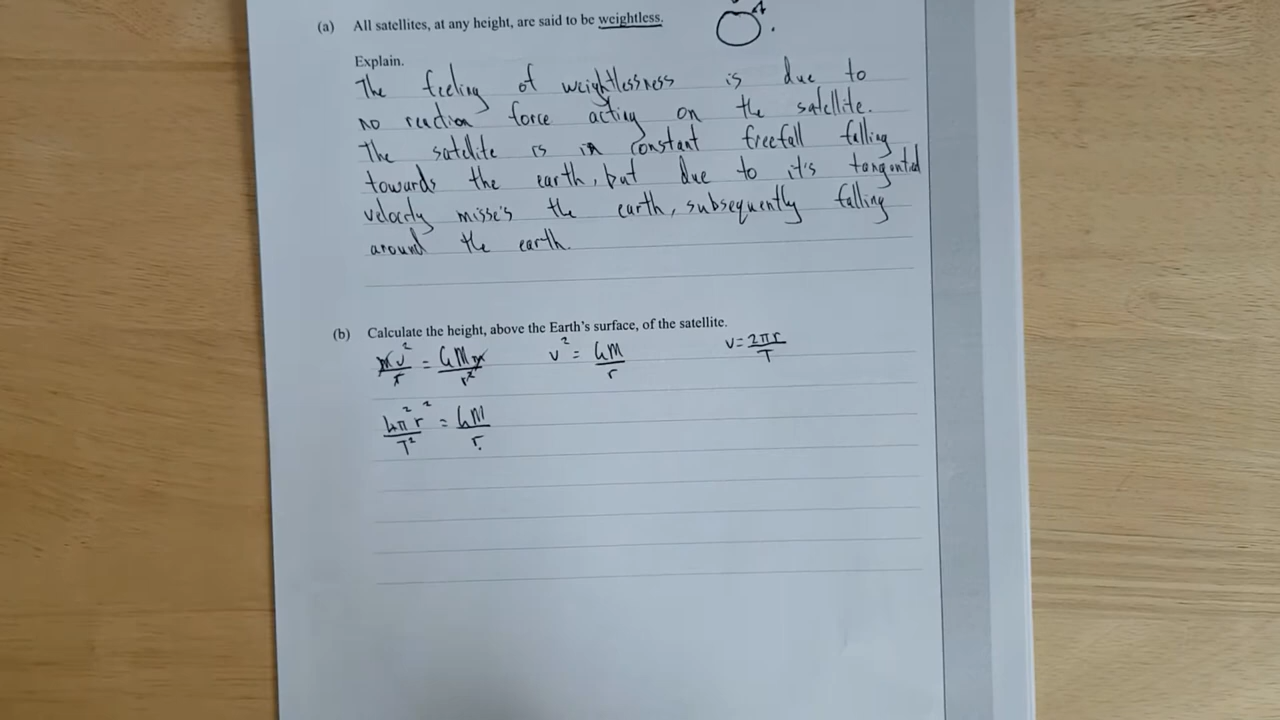 (a) All satellites, at any height, are said to be weightless.
Explain.
The feeling of weightlessness is due to
no reaction force acting on the satellite.
The satelite is in constant freefall falling
towards the earth, but due to it's tangential
velocity misse's the earth, subsequently falling
around the earth.
(b) Calculate the height, above the Earth's surface, of the satellite.
mv²/r = GMm/r² v² = GM/r v = 2πr/T
4π²r²/T² = GM/r